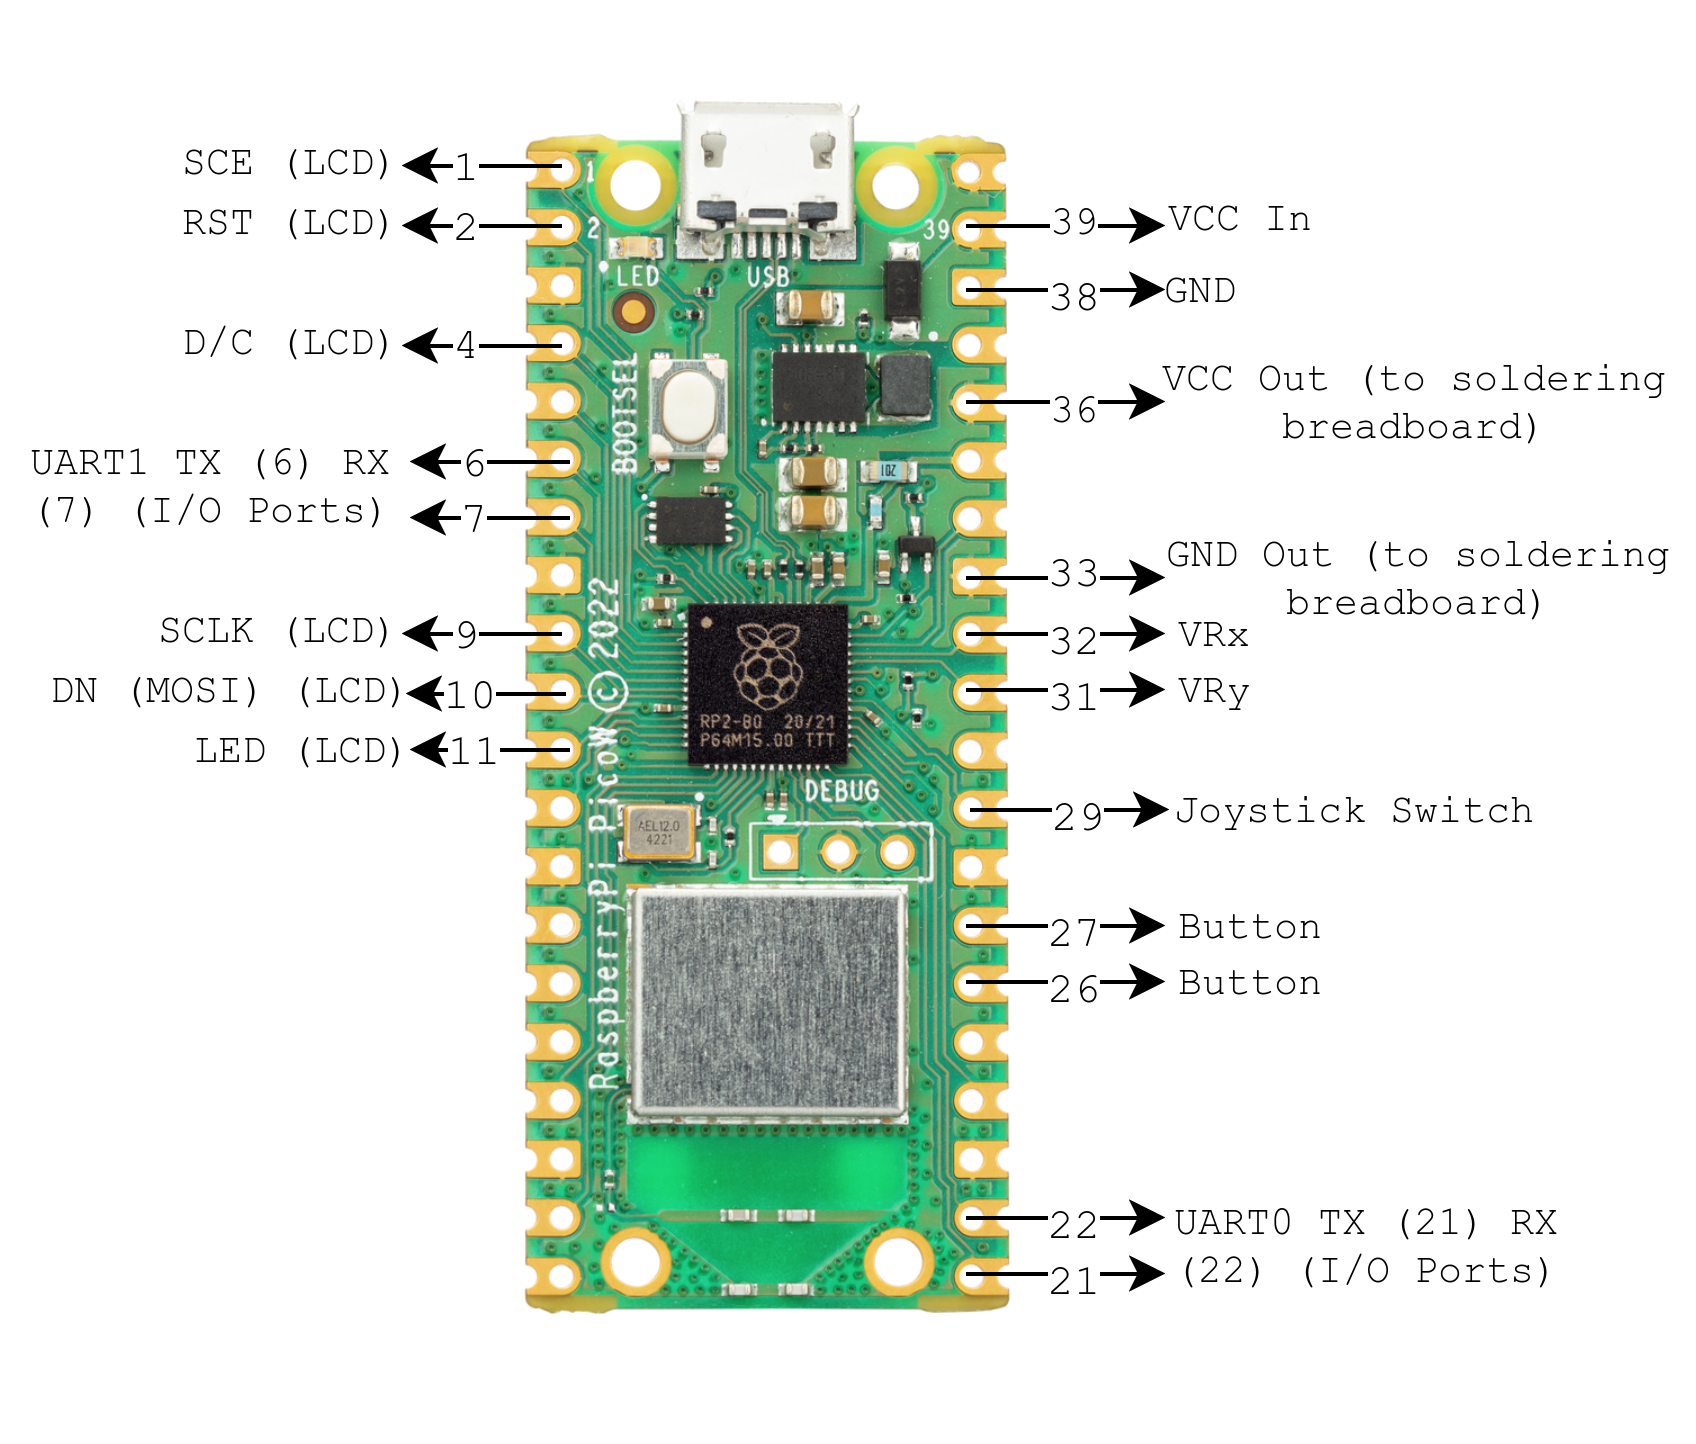 SCE (LCD) 1
RST (LCD) 2
D/C (LCD) 4
UART1 TX (6) RX 6
(7) (I/O Ports) 7
SCLK (LCD) 9
DN (MOSI) (LCD) 10
LED (LCD) 11
1
2
39
LED
USB
BOOTSEL
201
Raspberry Pi PicoW © 2022
RP2-B0 20/21
P64M15.00 TTT
DEBUG
AEL12.0
4221
39 VCC In
38 GND
36 VCC Out (to soldering
breadboard)
33 GND Out (to soldering
breadboard)
32 VRx
31 VRy
29 Joystick Switch
27 Button
26 Button
22 UART0 TX (21) RX
21 (22) (I/O Ports)